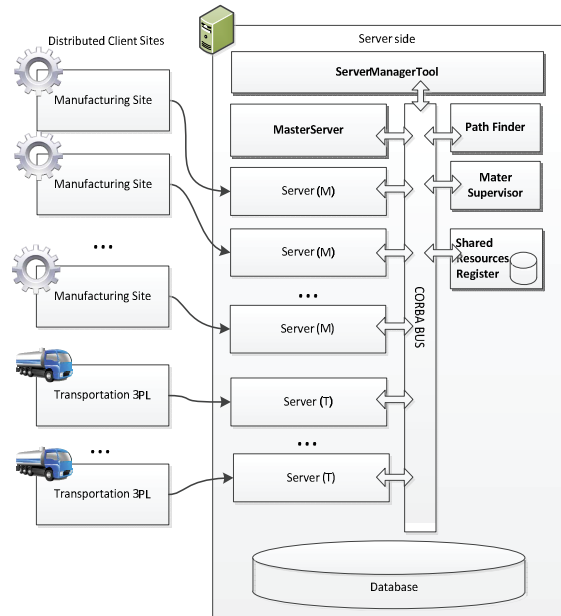 Distributed Client Sites
Server side
ServerManagerTool
Manufacturing Site
MasterServer
Path Finder
Manufacturing Site
Server (M)
Mater
Supervisor
...
Server (M)
Shared
Resources
Register
Manufacturing Site
...
Server (M)
CORBA BUS
Transportation 3PL
Server (T)
...
...
Transportation 3PL
Server (T)
Database